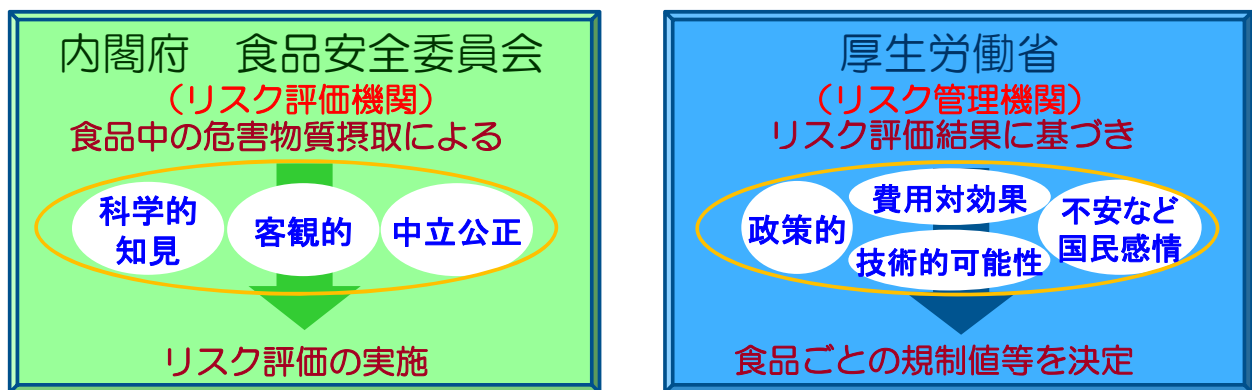 内閣府　食品安全委員会
（リスク評価機関）
食品中の危害物質摂取による
科学的
知見
客観的
中立公正
リスク評価の実施
厚生労働省
（リスク管理機関）
リスク評価結果に基づき
政策的
費用対効果
技術的可能性
不安など
国民感情
食品ごとの規制値等を決定